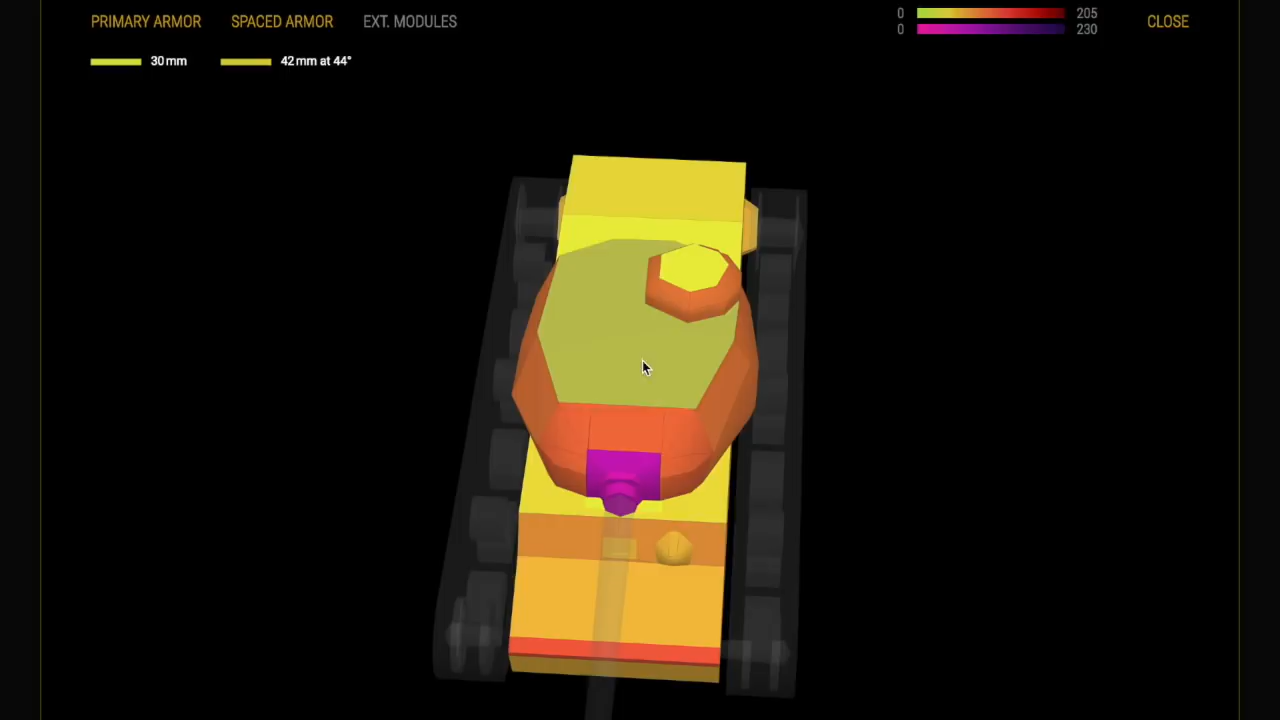 PRIMARY ARMOR SPACED ARMOR EXT. MODULES 0 205 CLOSE
0 230
30 mm 42 mm at 44°